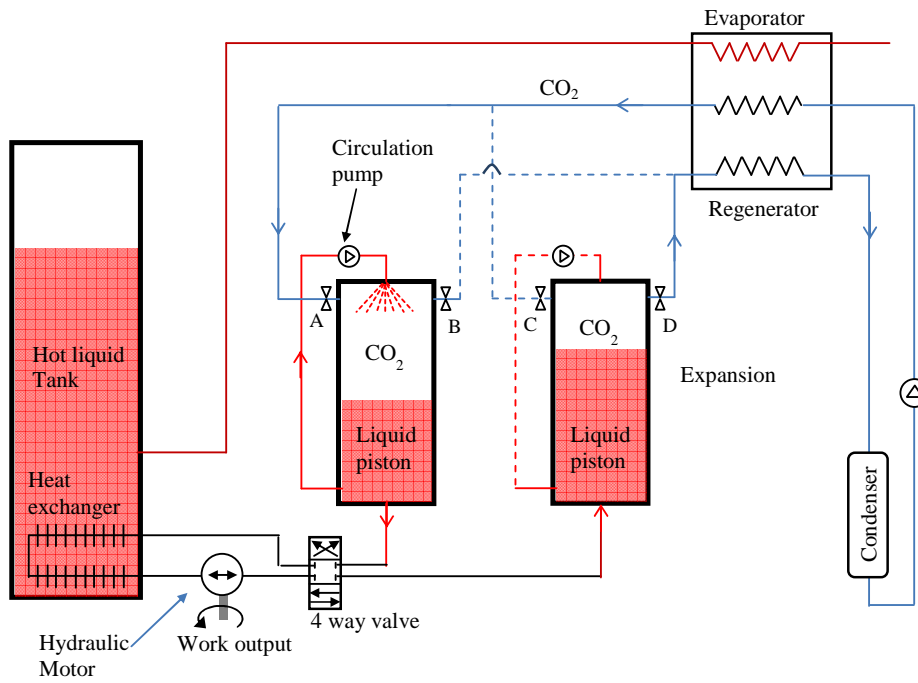 Evaporator
CO2
Circulation
pump
Regenerator
A
B
C
D
CO2
CO2
Hot liquid
Tank
Expansion
Liquid
piston
Liquid
piston
Heat
exchanger
Condenser
4 way valve
Work output
Hydraulic
Motor